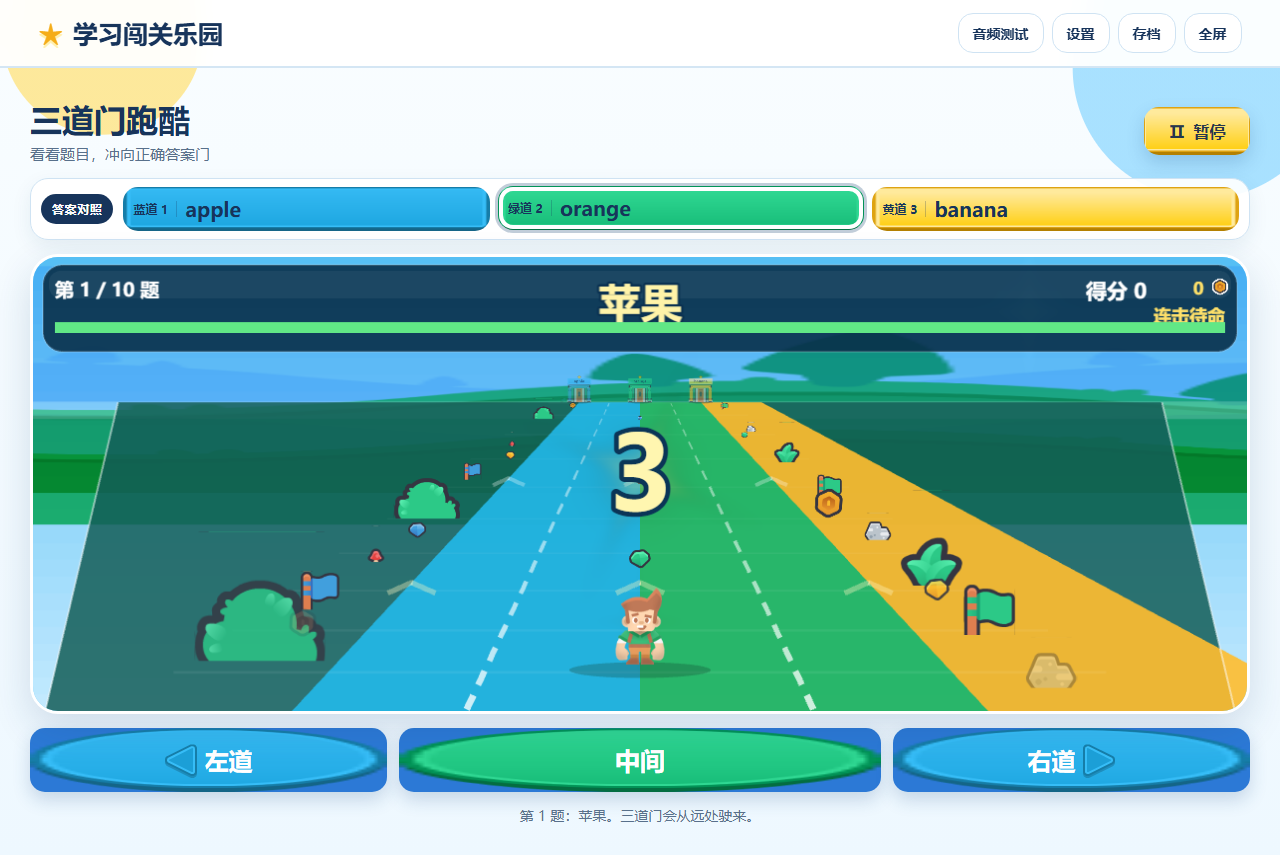 学习闯关乐园
音频测试
设置
存档
全屏
三道门跑酷
看看题目，冲向正确答案门
暂停
答案对照
蓝道 1 apple
绿道 2 orange
黄道 3 banana
第 1 / 10 题
苹果
得分 0
0
连击待命
3
左道
中间
右道
第 1 题：苹果。三道门会从远处驶来。